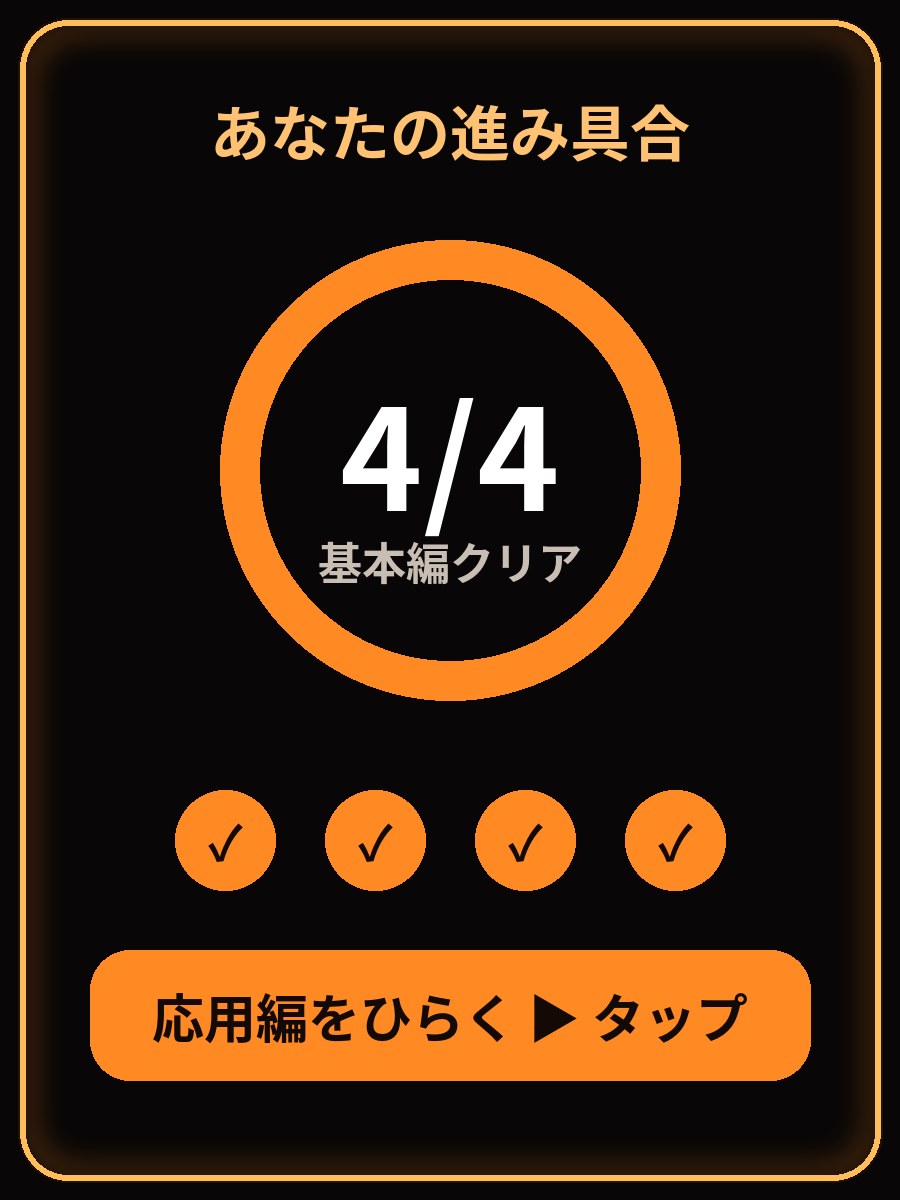 あなたの進み具合
4/4
基本編クリア
✓ ✓ ✓ ✓
応用編をひらく ▶ タップ